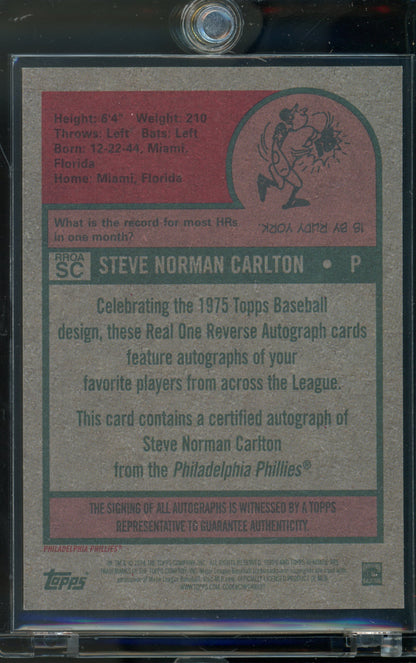 Height: 6'4" Weight: 210
Throws: Left Bats: Left
Born: 12-22-44, Miami,
Florida
Home: Miami, Florida
What is the record for most HRs
in one month?
18 BY RUDY YORK.
RROA
SC
STEVE NORMAN CARLTON • P
Celebrating the 1975 Topps Baseball
design, these Real One Reverse Autograph cards
feature autographs of your
favorite players from across the League.
This card contains a certified autograph of
Steve Norman Carlton
from the Philadelphia Phillies®
THE SIGNING OF ALL AUTOGRAPHS IS WITNESSED BY A TOPPS
REPRESENTATIVE TO GUARANTEE AUTHENTICITY.
PHILADELPHIA PHILLIES®
Topps